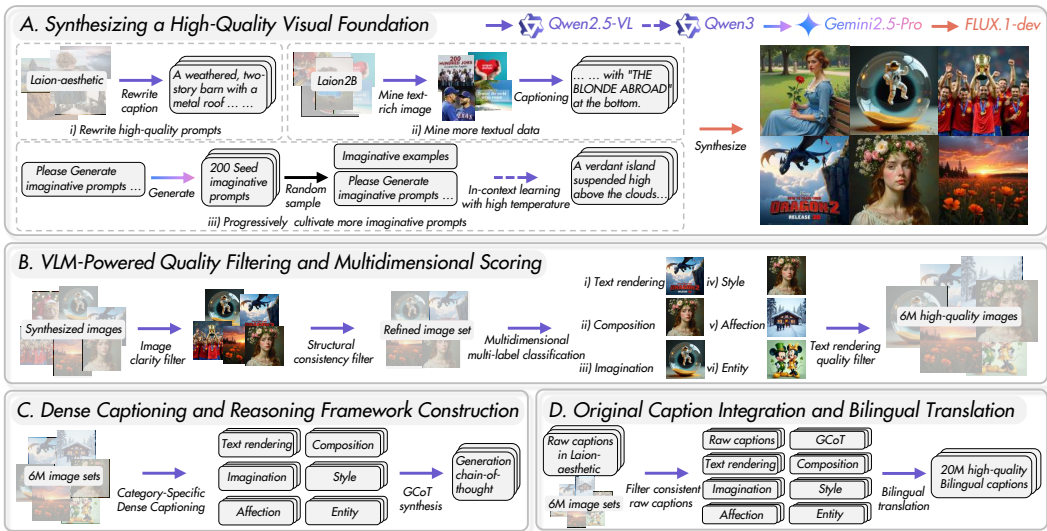 A. Synthesizing a High-Quality Visual Foundation
Qwen2.5-VL
Qwen3
Gemini2.5-Pro
FLUX.1-dev
Laion-aesthetic
Rewrite
caption
A weathered, two-
story barn with a
metal roof ... ...
i) Rewrite high-quality prompts
Laion2B
Mine text-
rich image
200
Captioning
... ... with "THE
BLONDE ABROAD"
at the bottom.
ii) Mine more textual data
Please Generate
imaginative prompts ...
Generate
200 Seed
imaginative
prompts
Random
sample
Imaginative examples
Please Generate
imaginative prompts ...
In-context learning
with high temperature
A verdant island
suspended high
above the clouds...
iii) Progressively cultivate more imaginative prompts
Synthesize
DRAGON2
RELEASE
B. VLM-Powered Quality Filtering and Multidimensional Scoring
Synthesized images
Image
clarity filter
Structural
consistency filter
Refined image set
Multidimensional
multi-label classification
i) Text rendering
iv) Style
ii) Composition
v) Affection
iii) Imagination
vi) Entity
Text rendering
quality filter
6M high-quality images
C. Dense Captioning and Reasoning Framework Construction
6M image sets
Category-Specific
Dense Captioning
Text rendering
Composition
Imagination
Style
Affection
Entity
GCoT
synthesis
Generation
chain-of-
thought
D. Original Caption Integration and Bilingual Translation
Raw captions
in Laion-
aesthetic
6M image sets
Filter consistent
raw captions
Raw captions
GCoT
Text rendering
Composition
Imagination
Style
Affection
Entity
Bilingual
translation
20M high-quality
Bilingual captions